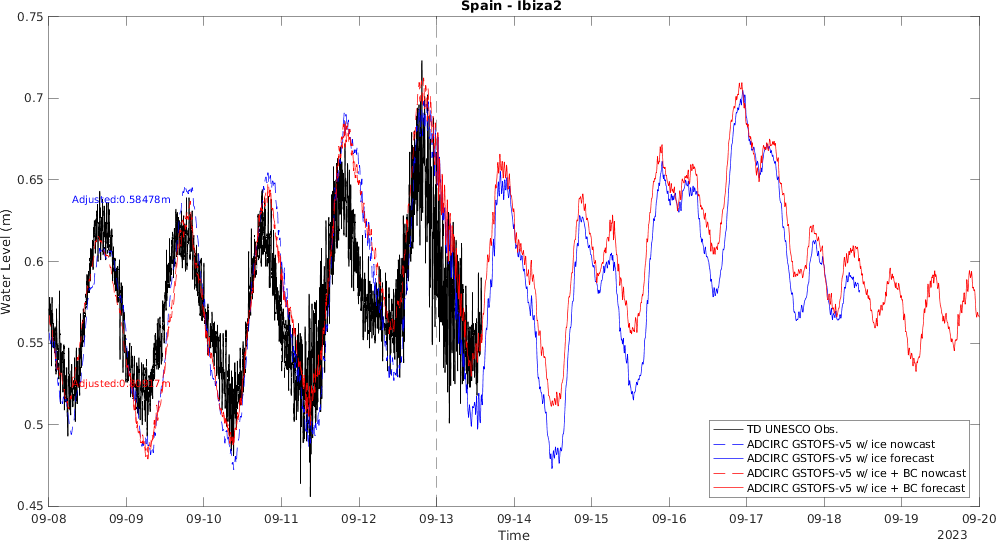 Spain - Ibiza2
0.75
0.7
0.65
0.6
0.55
0.5
0.45
Water Level (m)
Adjusted:0.58478m
TD UNESCO Obs.
ADCIRC GSTOFS-v5 w/ ice nowcast
ADCIRC GSTOFS-v5 w/ ice forecast
ADCIRC GSTOFS-v5 w/ ice + BC nowcast
ADCIRC GSTOFS-v5 w/ ice + BC forecast
09-08 09-09 09-10 09-11 09-12 09-13 09-14 09-15 09-16 09-17 09-18 09-19 09-20
Time
2023